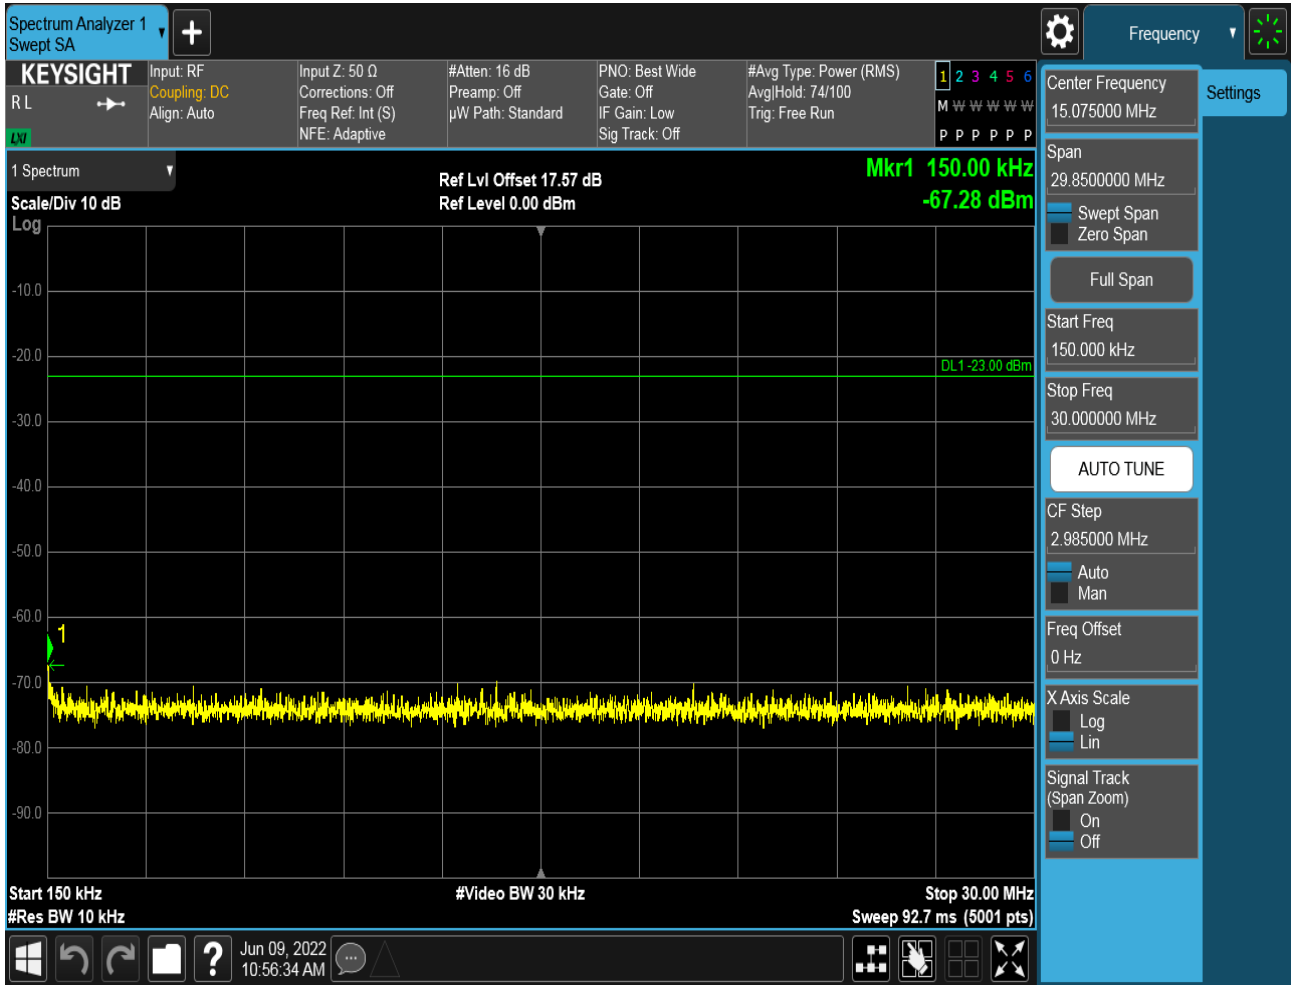 Spectrum Analyzer 1
Swept SA
Frequency
KEYSIGHT
R L
LXI
Input: RF
Coupling: DC
Align: Auto
Input Z: 50 Ω
Corrections: Off
Freq Ref: Int (S)
NFE: Adaptive
#Atten: 16 dB
Preamp: Off
µW Path: Standard
PNO: Best Wide
Gate: Off
IF Gain: Low
Sig Track: Off
#Avg Type: Power (RMS)
Avg|Hold: 74/100
Trig: Free Run
1 2 3 4 5 6
M W W W W W
P P P P P P
1 Spectrum
Scale/Div 10 dB
Log
Ref Lvl Offset 17.57 dB
Ref Level 0.00 dBm
Mkr1 150.00 kHz
-67.28 dBm
-10.0
-20.0
DL1 -23.00 dBm
-30.0
-40.0
-50.0
-60.0
1
-70.0
-80.0
-90.0
Start 150 kHz
#Res BW 10 kHz
#Video BW 30 kHz
Stop 30.00 MHz
Sweep 92.7 ms (5001 pts)
Center Frequency
15.075000 MHz
Settings
Span
29.8500000 MHz
Swept Span
Zero Span
Full Span
Start Freq
150.000 kHz
Stop Freq
30.000000 MHz
AUTO TUNE
CF Step
2.985000 MHz
Auto
Man
Freq Offset
0 Hz
X Axis Scale
Log
Lin
Signal Track
(Span Zoom)
On
Off
?
Jun 09, 2022
10:56:34 AM